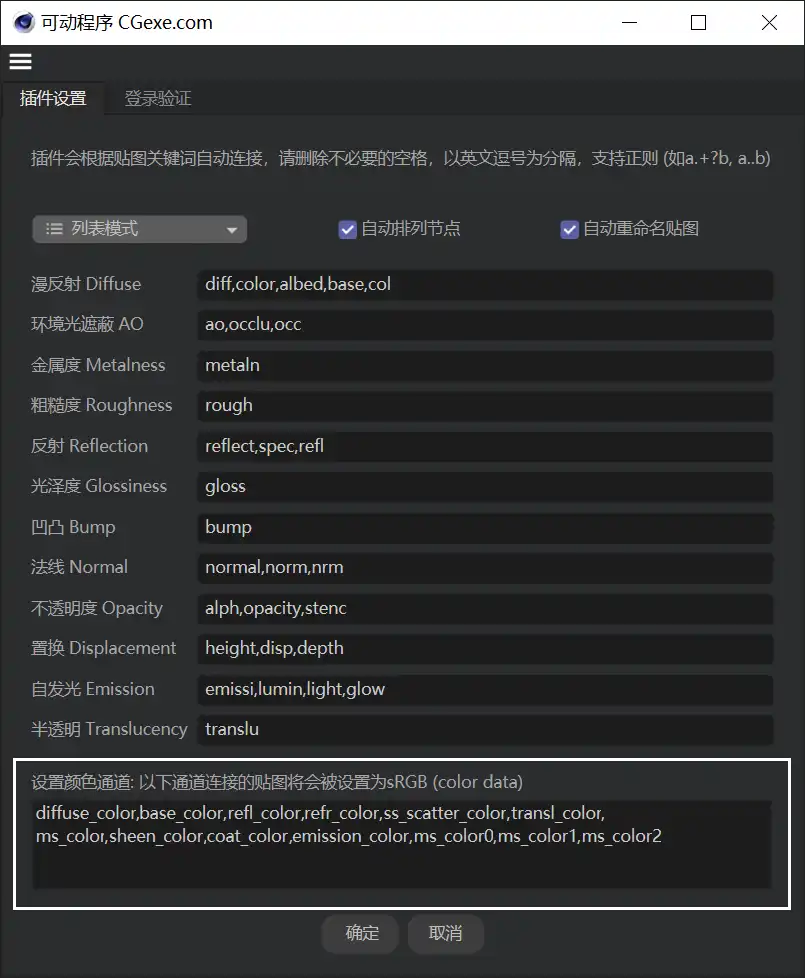 可动程序 CGexe.com
插件设置 登录验证
插件会根据贴图关键词自动连接，请删除不必要的空格，以英文逗号为分隔，支持正则 (如a.+?b, a..b)
列表模式 自动排列节点 自动重命名贴图
漫反射 Diffuse diff,color,albed,base,col
环境光遮蔽 AO ao,occlu,occ
金属度 Metalness metaln
粗糙度 Roughness rough
反射 Reflection reflect,spec,refl
光泽度 Glossiness gloss
凹凸 Bump bump
法线 Normal normal,norm,nrm
不透明度 Opacity alph,opacity,stenc
置换 Displacement height,disp,depth
自发光 Emission emissi,lumin,light,glow
半透明 Translucency translu
设置颜色通道: 以下通道连接的贴图将会被设置为sRGB (color data)
diffuse_color,base_color,refl_color,refr_color,ss_scatter_color,transl_color,
ms_color,sheen_color,coat_color,emission_color,ms_color0,ms_color1,ms_color2
确定 取消